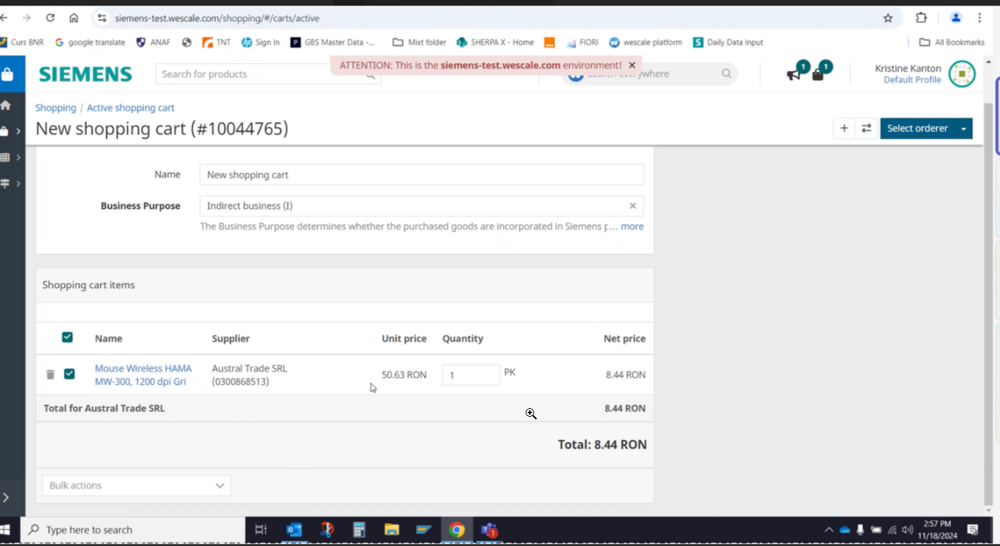 siemens-test.wescale.com/shopping/#/carts/active
Curs BNR google translate ANAF TNT Sign In GBS Master Data -... Mixt folder SHERPA X - Home FIORI wescale platform Daily Data Input All Bookmarks
ATTENTION: This is the siemens-test.wescale.com environment!
SIEMENS
Search for products
Search everywhere
1
1
Kristine Kanton
Default Profile
Shopping / Active shopping cart
New shopping cart (#10044765)
Select orderer
Name New shopping cart
Business Purpose Indirect business (I)
The Business Purpose determines whether the purchased goods are incorporated in Siemens p... more
Shopping cart items
Name Supplier Unit price Quantity Net price
Mouse Wireless HAMA
MW-300, 1200 dpi Gri
Austral Trade SRL
(0300868513)
50.63 RON 1 PK 8.44 RON
Total for Austral Trade SRL 8.44 RON
Total: 8.44 RON
Bulk actions
Type here to search
2:57 PM
11/18/2024